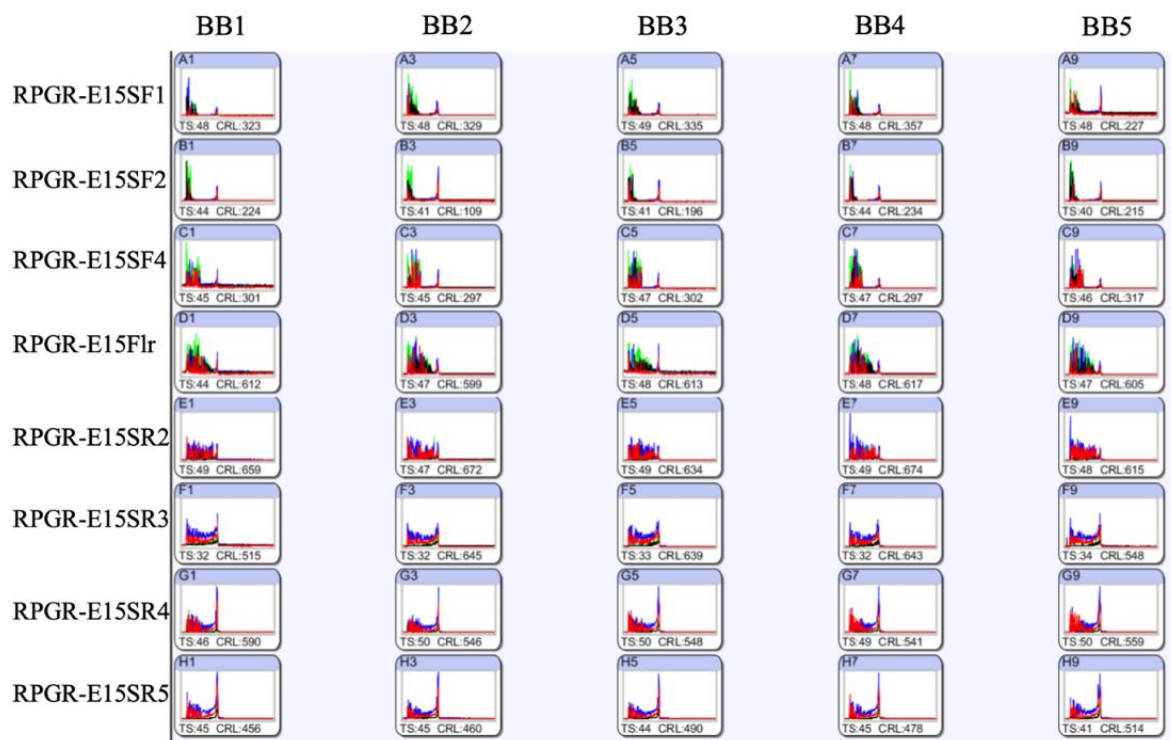 BB1 BB2 BB3 BB4 BB5
RPGR-E15SF1
A1 A3 A5 A7 A9
TS:48 CRL:323 TS:48 CRL:329 TS:49 CRL:335 TS:48 CRL:357 TS:48 CRL:227
RPGR-E15SF2
B1 B3 B5 B7 B9
TS:44 CRL:224 TS:41 CRL:109 TS:41 CRL:196 TS:44 CRL:234 TS:40 CRL:215
RPGR-E15SF4
C1 C3 C5 C7 C9
TS:45 CRL:301 TS:45 CRL:297 TS:47 CRL:302 TS:47 CRL:297 TS:46 CRL:317
RPGR-E15Flr
D1 D3 D5 D7 D9
TS:44 CRL:612 TS:47 CRL:599 TS:48 CRL:613 TS:48 CRL:617 TS:47 CRL:605
RPGR-E15SR2
E1 E3 E5 E7 E9
TS:49 CRL:659 TS:47 CRL:672 TS:49 CRL:634 TS:49 CRL:674 TS:48 CRL:615
RPGR-E15SR3
F1 F3 F5 F7 F9
TS:32 CRL:515 TS:32 CRL:645 TS:33 CRL:639 TS:32 CRL:643 TS:34 CRL:548
RPGR-E15SR4
G1 G3 G5 G7 G9
TS:46 CRL:590 TS:50 CRL:546 TS:50 CRL:548 TS:49 CRL:541 TS:50 CRL:559
RPGR-E15SR5
H1 H3 H5 H7 H9
TS:45 CRL:456 TS:45 CRL:460 TS:44 CRL:490 TS:45 CRL:478 TS:41 CRL:514